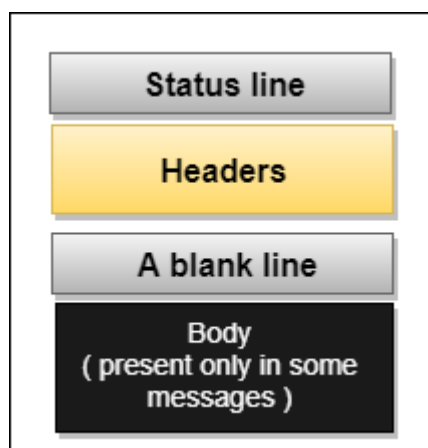 Status line
Headers
A blank line
Body
( present only in some
messages )